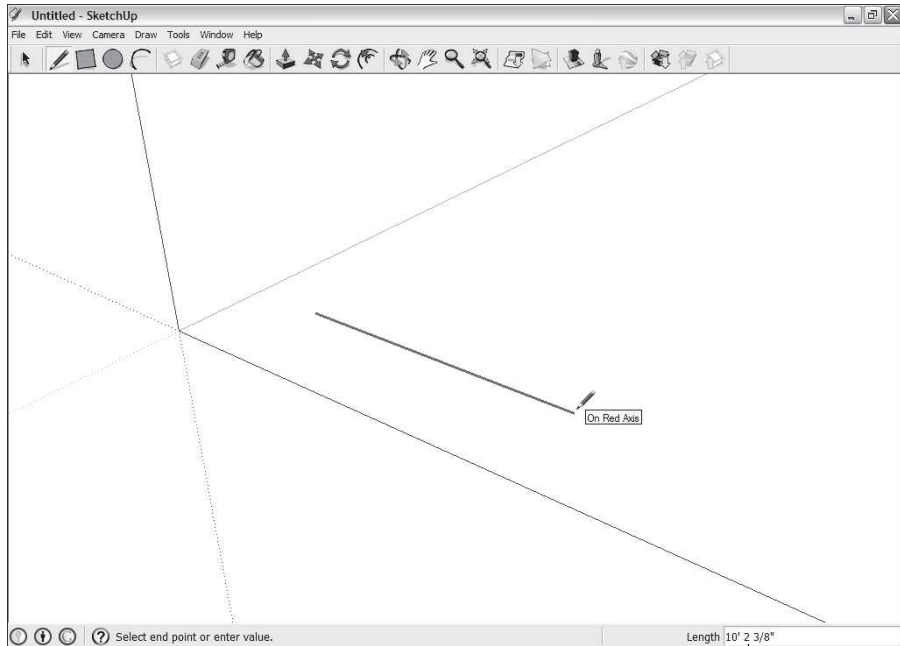 Untitled - SketchUp
File Edit View Camera Draw Tools Window Help
On Red Axis
Select end point or enter value.
Length 10' 2 3/8"